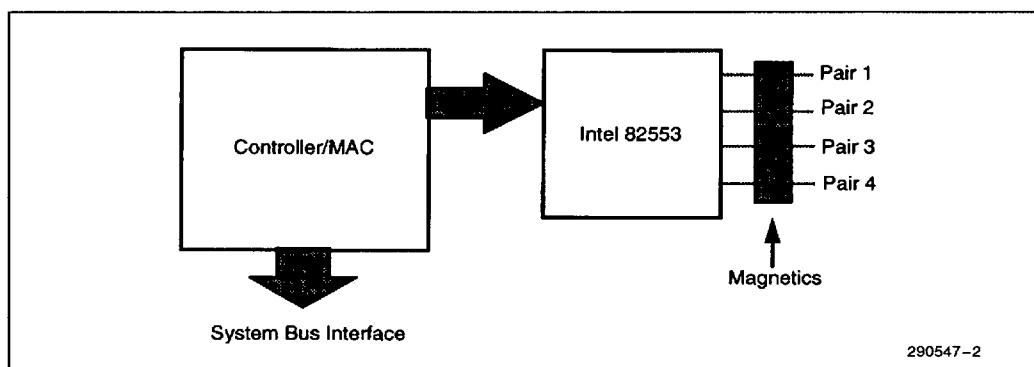 Controller/MAC
Intel 82553
Pair 1
Pair 2
Pair 3
Pair 4
Magnetics
System Bus Interface
290547-2